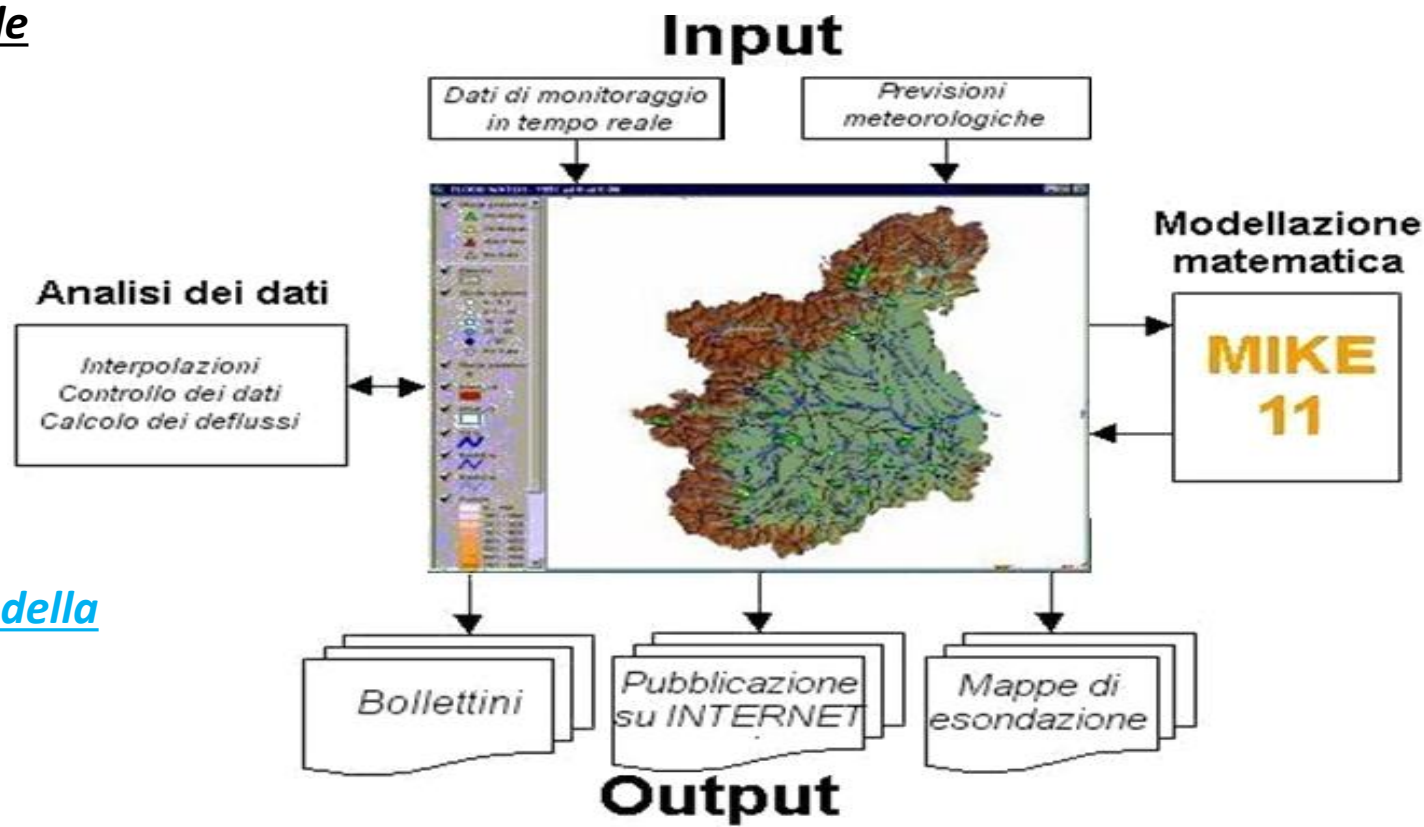 le
Input
Dati di monitoraggio
in tempo reale
Previsioni
meteorologiche
Modellazione
matematica
MIKE
11
Analisi dei dati
Interpolazioni
Controllo dei dati
Calcolo dei deflussi
della
Bollettini
Pubblicazione
su INTERNET
Mappe di
esondazione
Output